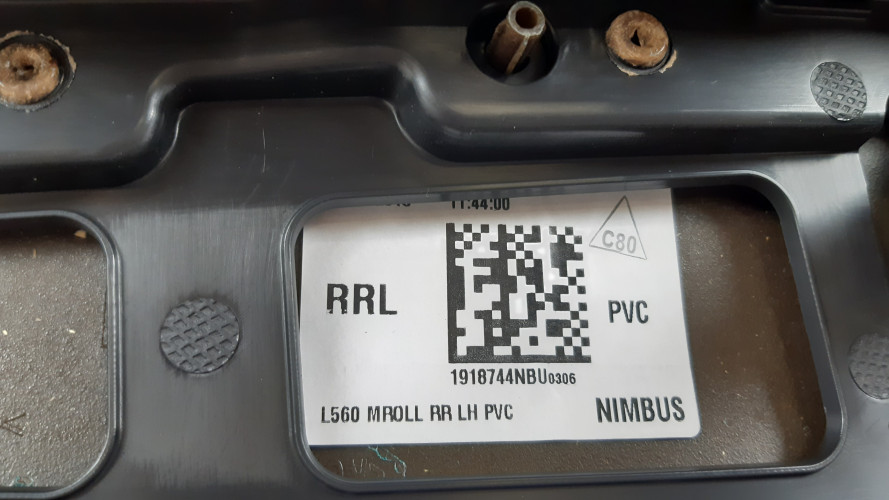 11:44:00
C80
RRL
PVC
1918744NBU0306
L560 MROLL RR LH PVC
NIMBUS